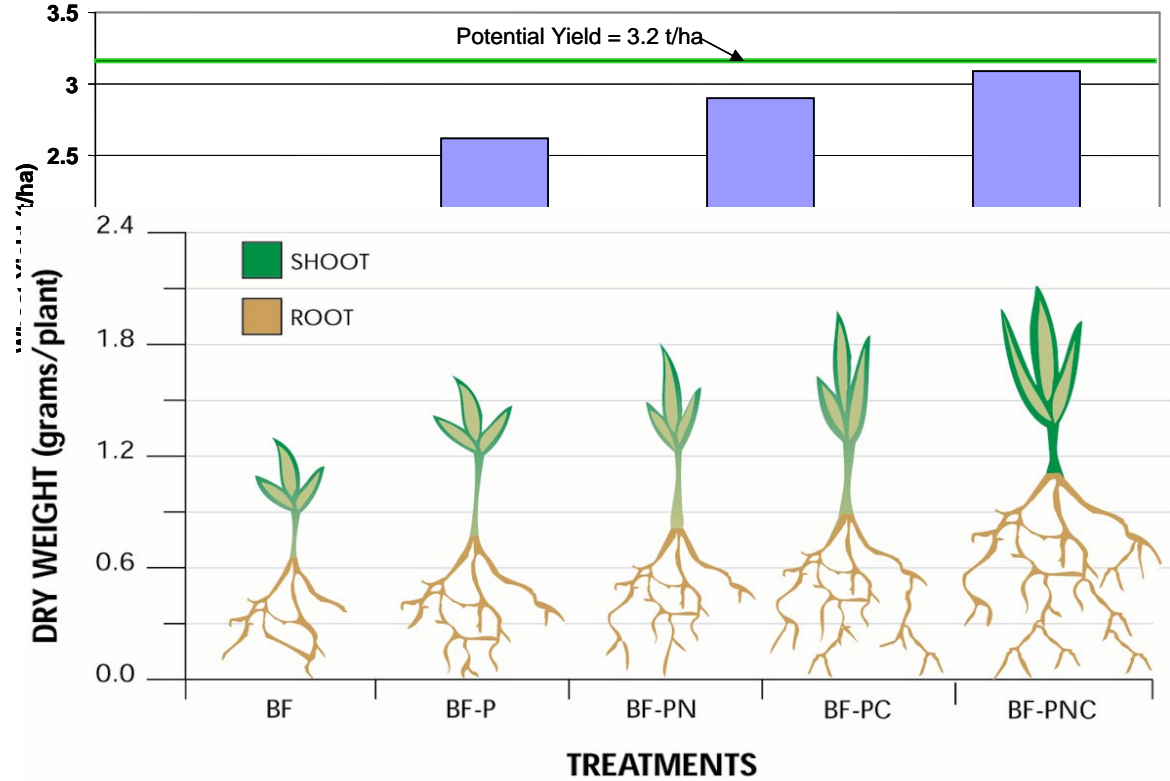 3.5
Potential Yield = 3.2 t/ha
3
2.5
t/ha)
2.4
SHOOT
ROOT
1.8
1.2
0.6
0.0
DRY WEIGHT (grams/plant)
BF
BF-P
BF-PN
BF-PC
BF-PNC
TREATMENTS